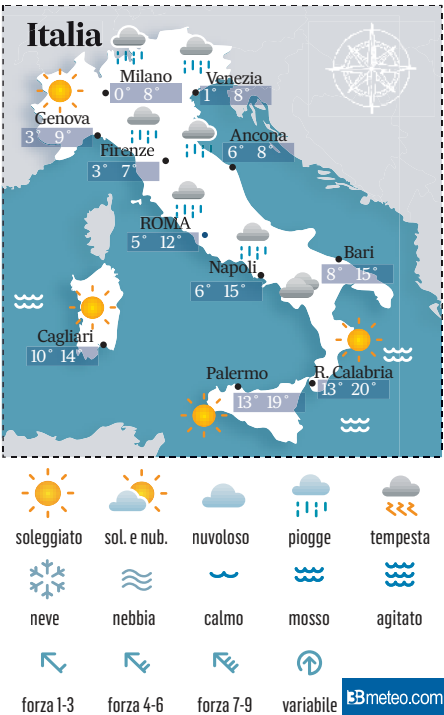 Italia
Milano
0° 8°
Venezia
1° 8°
Genova
3° 9°
Ancona
6° 8°
Firenze
3° 7°
ROMA
5° 12°
Napoli
6° 15°
Bari
8° 15°
Cagliari
10° 14°
Palermo
13° 19°
R. Calabria
13° 20°
soleggiato sol. e nub. nuvoloso piogge tempesta
neve nebbia calmo mosso agitato
forza 1-3 forza 4-6 forza 7-9 variabile
3Bmeteo.com